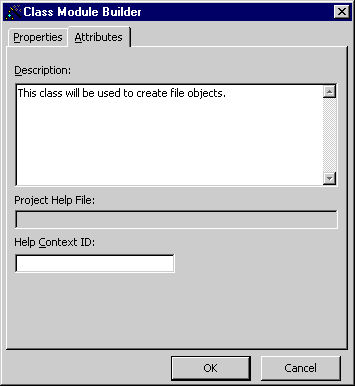 Class Module Builder
Properties Attributes
Description:
This class will be used to create file objects.
Project Help File:
Help Context ID:
OK Cancel